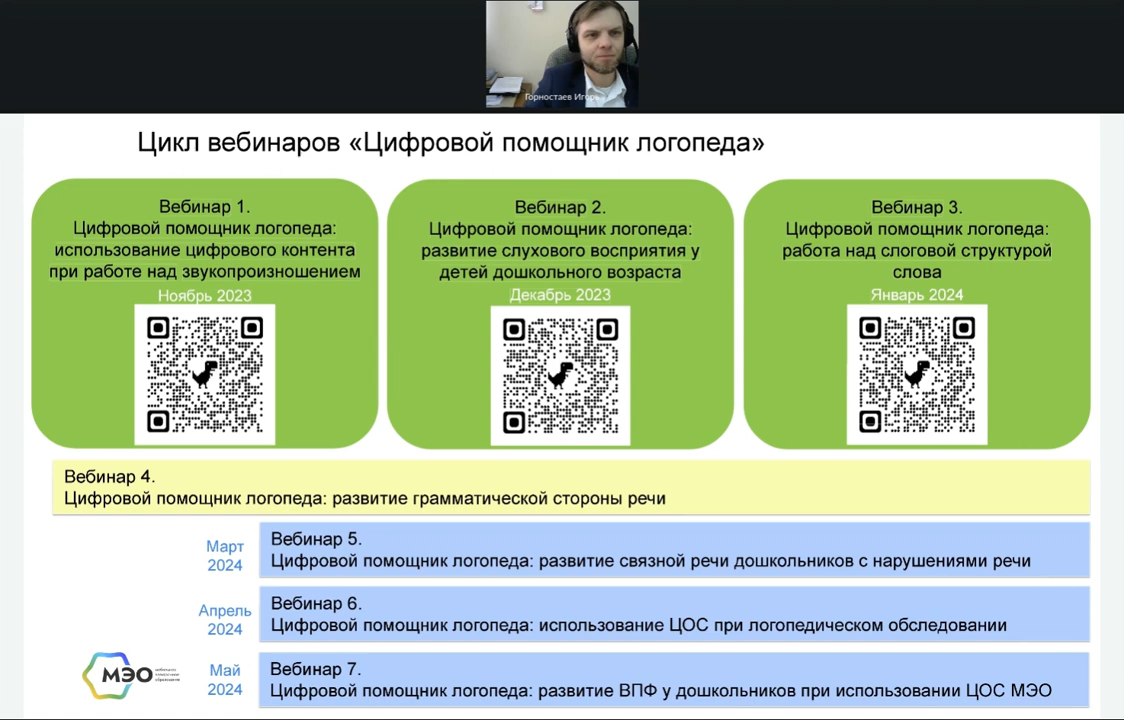 Горностаев Игорь
Цикл вебинаров «Цифровой помощник логопеда»
Вебинар 1.
Цифровой помощник логопеда:
использование цифрового контента
при работе над звукопроизношением
Ноябрь 2023
Вебинар 2.
Цифровой помощник логопеда:
развитие слухового восприятия у
детей дошкольного возраста
Декабрь 2023
Вебинар 3.
Цифровой помощник логопеда:
работа над слоговой структурой
слова
Январь 2024
Вебинар 4.
Цифровой помощник логопеда: развитие грамматической стороны речи
Март
2024
Вебинар 5.
Цифровой помощник логопеда: развитие связной речи дошкольников с нарушениями речи
Апрель
2024
Вебинар 6.
Цифровой помощник логопеда: использование ЦОС при логопедическом обследовании
МЭО
Май
2024
Вебинар 7.
Цифровой помощник логопеда: развитие ВПФ у дошкольников при использовании ЦОС МЭО